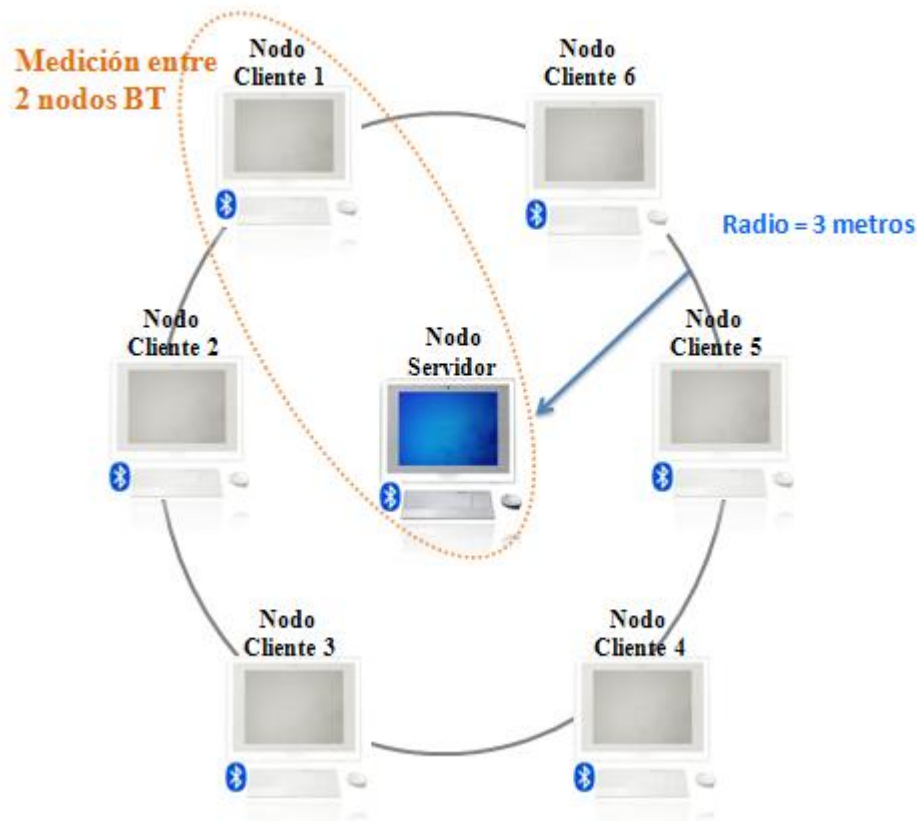 Medición entre
2 nodos BT
Nodo
Cliente 1
Nodo
Cliente 6
Radio = 3 metros
Nodo
Cliente 2
Nodo
Servidor
Nodo
Cliente 5
Nodo
Cliente 3
Nodo
Cliente 4